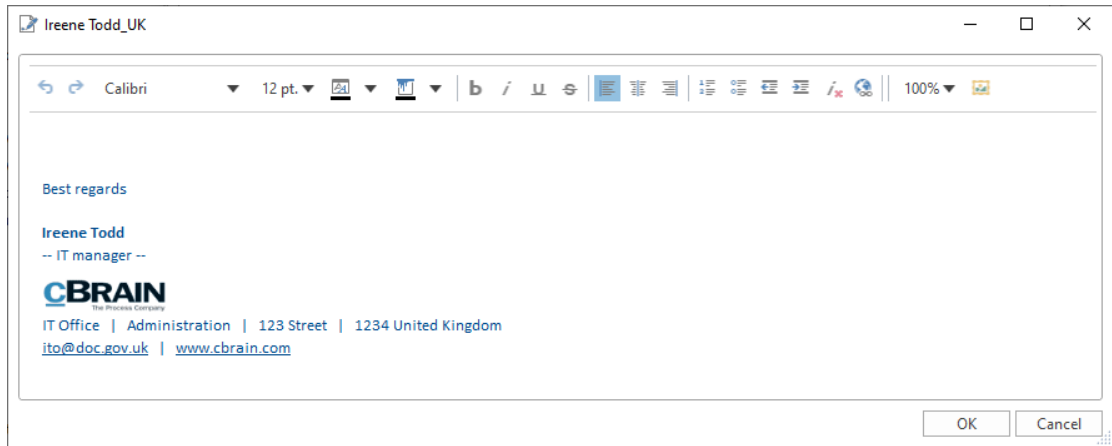 Ireene Todd_UK
Calibri 12 pt. b i u s 100%
Best regards
Ireene Todd
-- IT manager --
CBRAIN
The Process Company
IT Office | Administration | 123 Street | 1234 United Kingdom
ito@doc.gov.uk | www.cbrain.com
OK Cancel